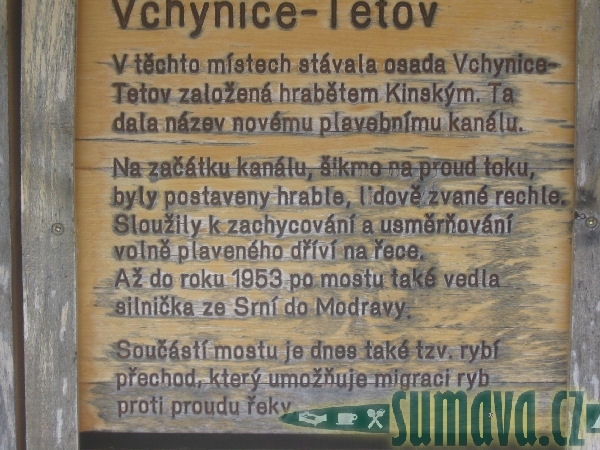 Vchynice-Tetov
V těchto místech stávala osada Vchynice-
Tetov založená hrabětem Kinským. Ta
dala název novému plavebnímu kanálu.
Na začátku kanálu, šikmo na proud toku,
byly postaveny hrable, lidově zvané rechle.
Sloužily k zachycování a usměrňování
volně plaveného dříví na řece.
Až do roku 1953 po mostu také vedla
silnička ze Srní do Modravy.
Součástí mostu je dnes také tzv. rybí
přechod, který umožňuje migraci ryb
proti proudu řeky
sumava.cz